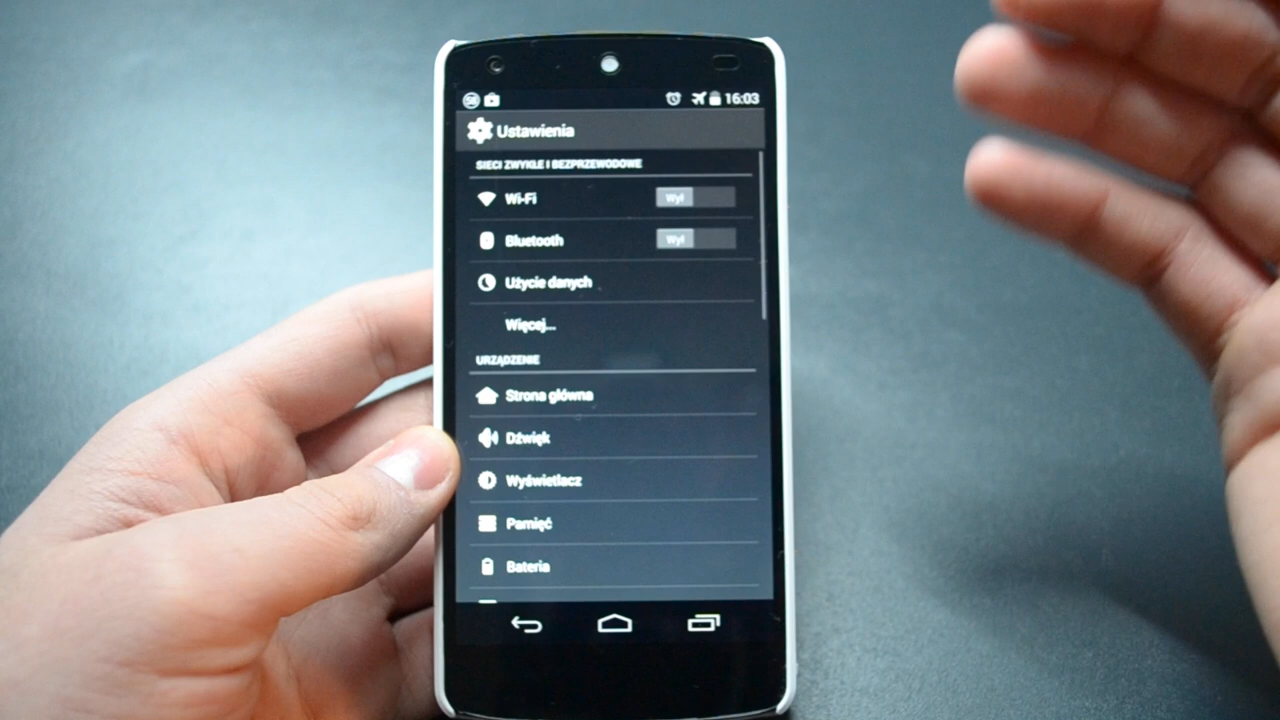 16:03
Ustawienia
SIECI ZWYKŁE I BEZPRZEWODOWE
Wi-Fi Wył
Bluetooth Wył
Użycie danych
Więcej...
URZĄDZENIE
Strona główna
Dźwięk
Wyświetlacz
Pamięć
Bateria